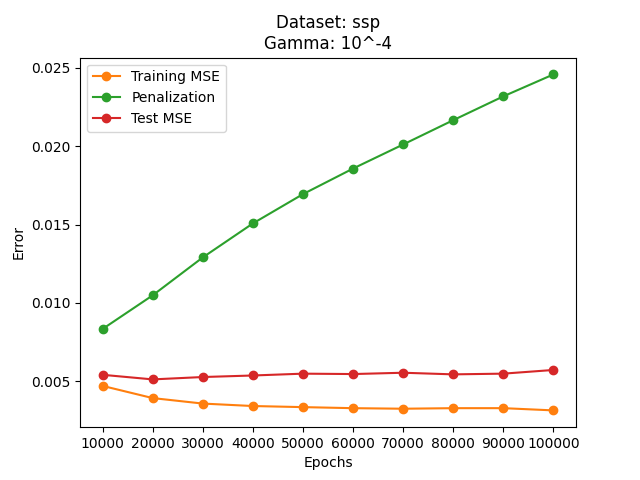 Dataset: ssp
Gamma: 10^-4
Training MSE
Penalization
Test MSE
Error
0.025
0.020
0.015
0.010
0.005
10000 20000 30000 40000 50000 60000 70000 80000 90000 100000
Epochs